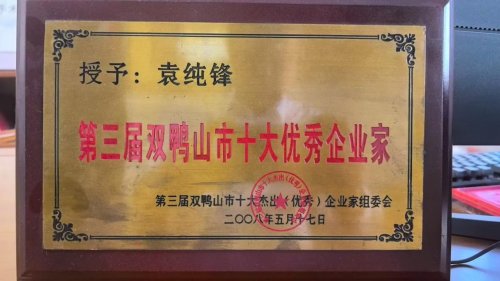 授予：袁纯锋
第三届双鸭山市十大优秀企业家
第三届双鸭山市十大杰出（优秀）企业家组委会
二〇〇八年五月十七日